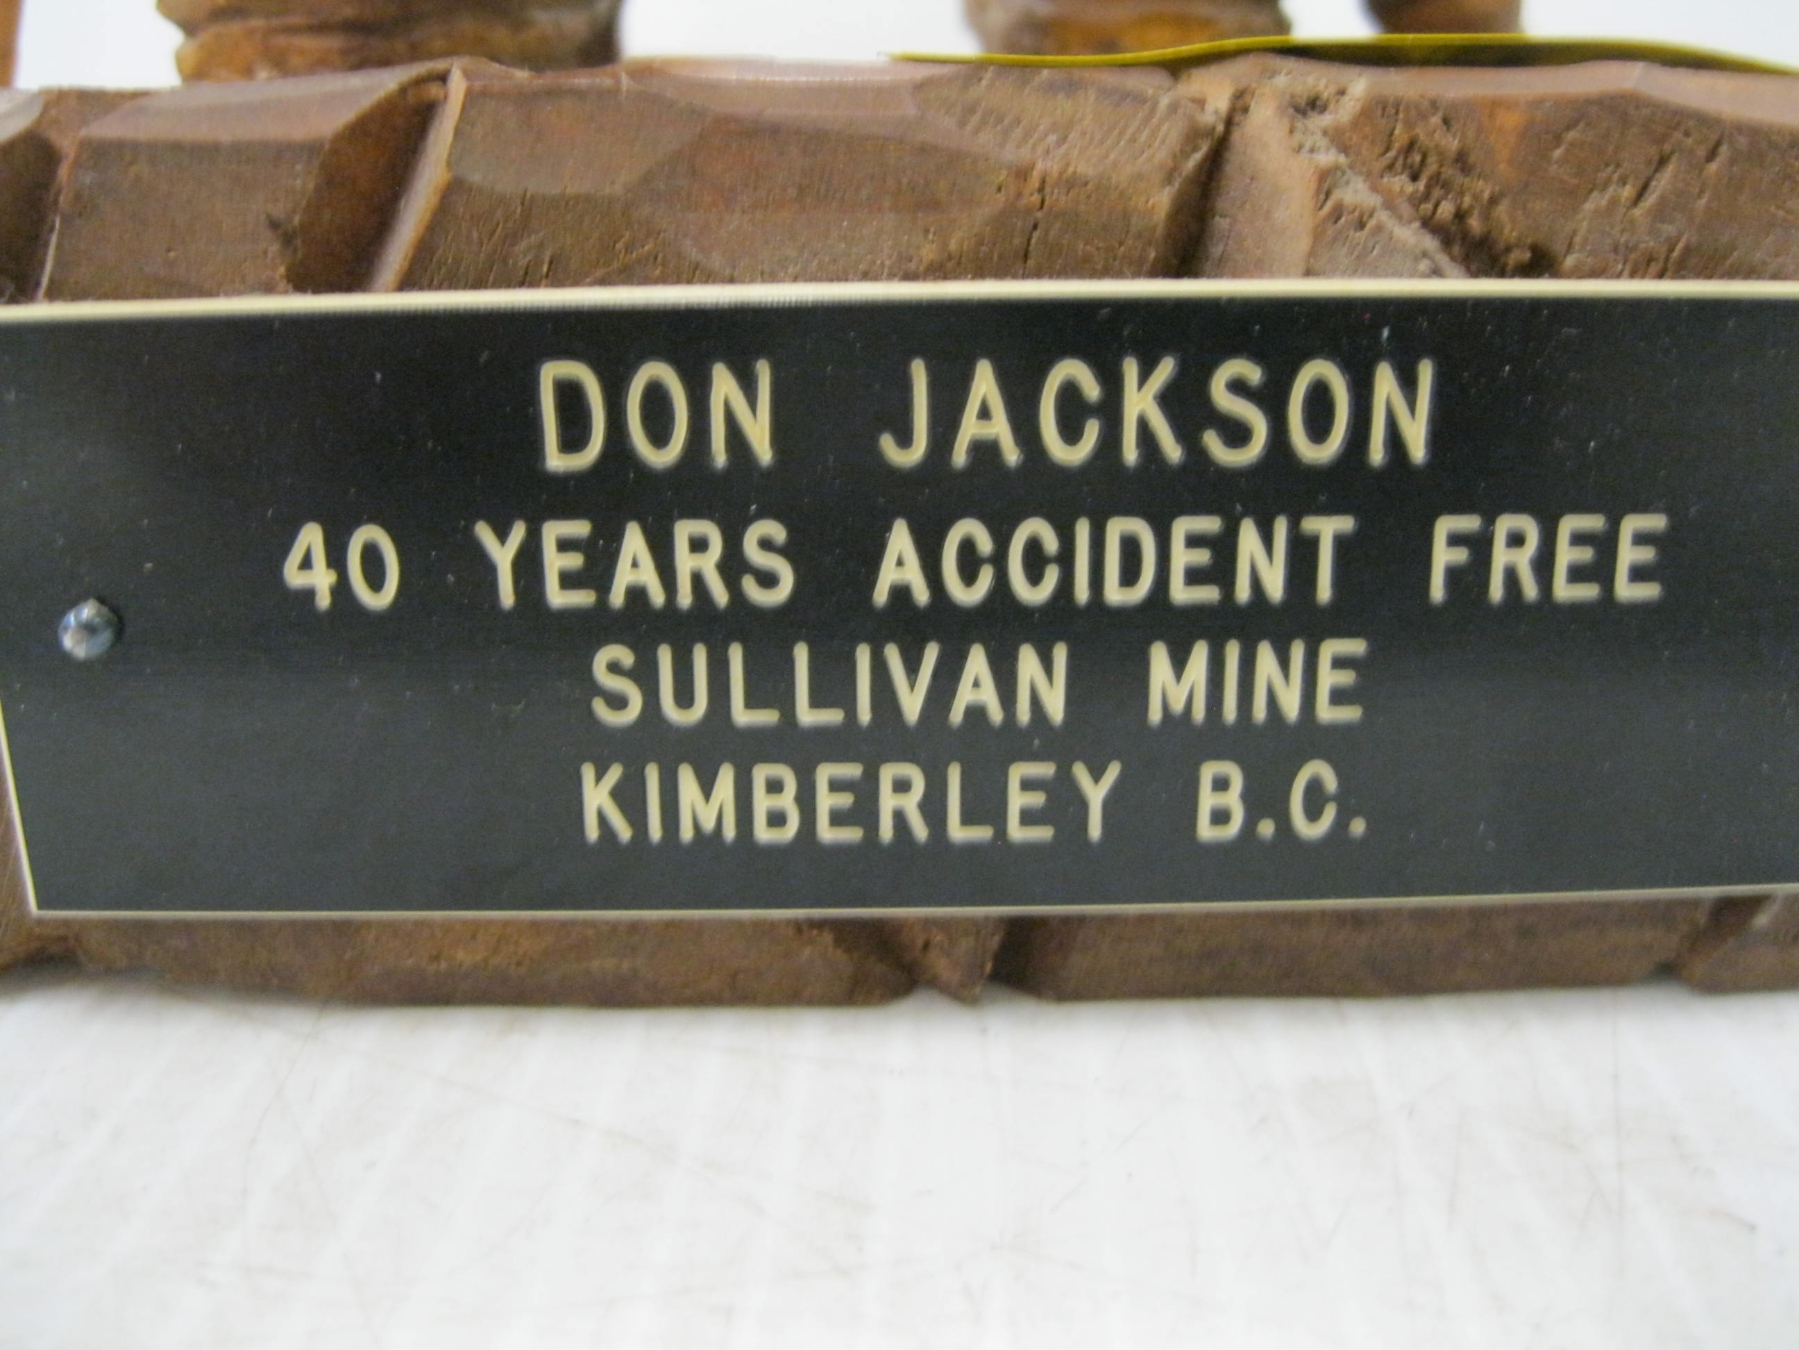 DON JACKSON
40 YEARS ACCIDENT FREE
SULLIVAN MINE
KIMBERLEY B.C.